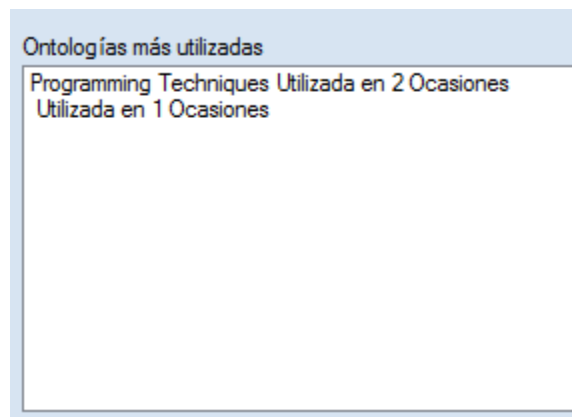 Ontologías más utilizadas
Programming Techniques Utilizada en 2 Ocasiones
Utilizada en 1 Ocasiones